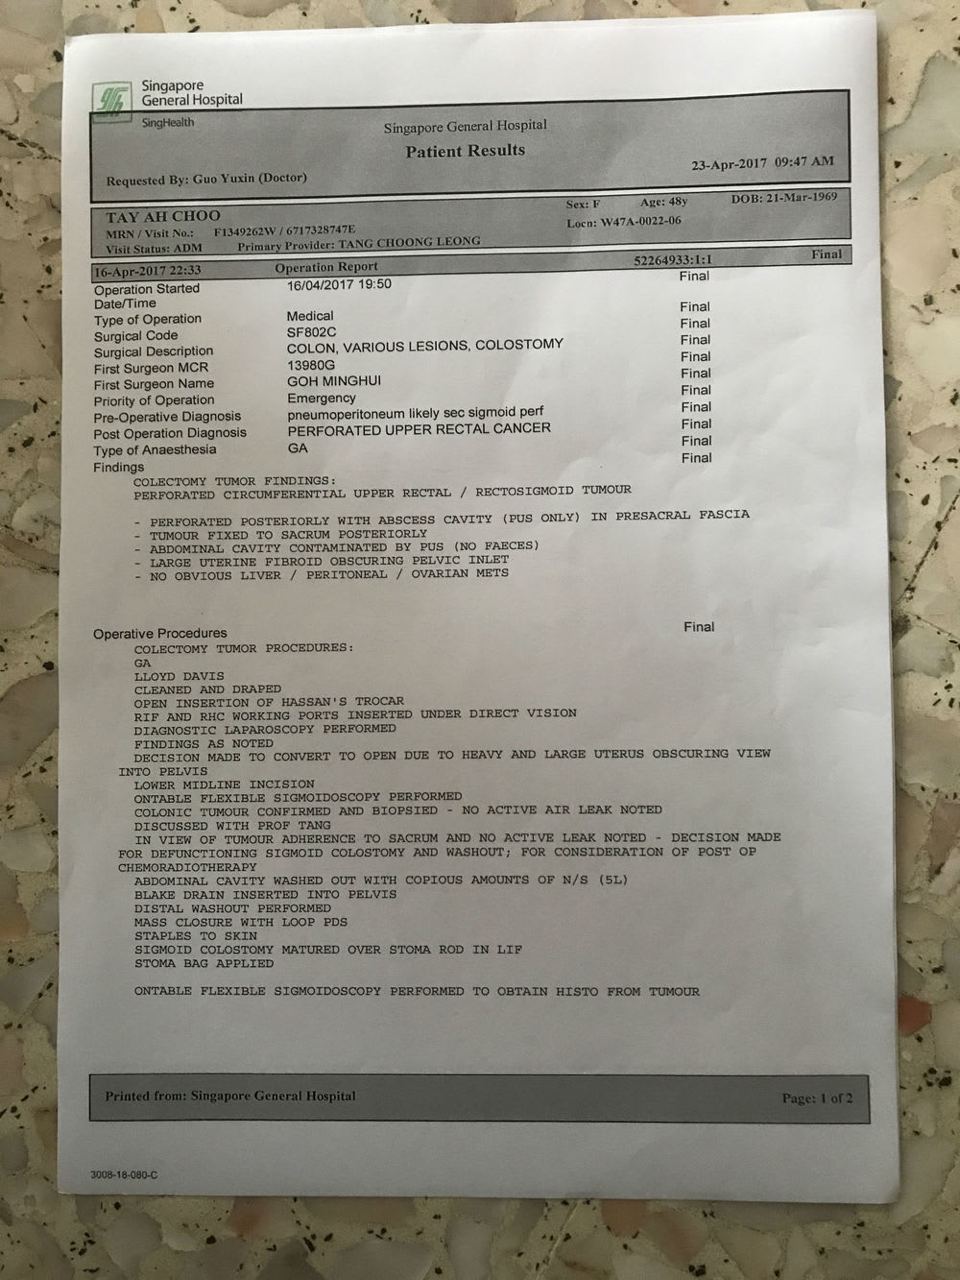 Singapore
General Hospital
SingHealth
Singapore General Hospital
Patient Results
Requested By: Guo Yuxin (Doctor)
23-Apr-2017 09:47 AM
TAY AH CHOO
Sex: F Age: 48y DOB: 21-Mar-1969
MRN / Visit No.: F1349262W / 6717328747E
Locn: W47A-0022-06
Visit Status: ADM Primary Provider: TANG CHOONG LEONG
16-Apr-2017 22:33 Operation Report 52264933:1:1 Final
Operation Started 16/04/2017 19:50 Final
Date/Time
Type of Operation Medical Final
Surgical Code SF802C Final
Surgical Description COLON, VARIOUS LESIONS, COLOSTOMY Final
First Surgeon MCR 13980G Final
First Surgeon Name GOH MINGHUI Final
Priority of Operation Emergency Final
Pre-Operative Diagnosis pneumoperitoneum likely sec sigmoid perf Final
Post Operation Diagnosis PERFORATED UPPER RECTAL CANCER Final
Type of Anaesthesia GA Final
Findings Final
COLECTOMY TUMOR FINDINGS:
PERFORATED CIRCUMFERENTIAL UPPER RECTAL / RECTOSIGMOID TUMOUR
- PERFORATED POSTERIORLY WITH ABSCESS CAVITY (PUS ONLY) IN PRESACRAL FASCIA
- TUMOUR FIXED TO SACRUM POSTERIORLY
- ABDOMINAL CAVITY CONTAMINATED BY PUS (NO FAECES)
- LARGE UTERINE FIBROID OBSCURING PELVIC INLET
- NO OBVIOUS LIVER / PERITONEAL / OVARIAN METS
Operative Procedures Final
COLECTOMY TUMOR PROCEDURES:
GA
LLOYD DAVIS
CLEANED AND DRAPED
OPEN INSERTION OF HASSAN'S TROCAR
RIF AND RHC WORKING PORTS INSERTED UNDER DIRECT VISION
DIAGNOSTIC LAPAROSCOPY PERFORMED
FINDINGS AS NOTED
DECISION MADE TO CONVERT TO OPEN DUE TO HEAVY AND LARGE UTERUS OBSCURING VIEW
INTO PELVIS
LOWER MIDLINE INCISION
ONTABLE FLEXIBLE SIGMOIDOSCOPY PERFORMED
COLONIC TUMOUR CONFIRMED AND BIOPSIED - NO ACTIVE AIR LEAK NOTED
DISCUSSED WITH PROF TANG
IN VIEW OF TUMOUR ADHERENCE TO SACRUM AND NO ACTIVE LEAK NOTED - DECISION MADE
FOR DEFUNCTIONING SIGMOID COLOSTOMY AND WASHOUT; FOR CONSIDERATION OF POST OP
CHEMORADIOTHERAPY
ABDOMINAL CAVITY WASHED OUT WITH COPIOUS AMOUNTS OF N/S (5L)
BLAKE DRAIN INSERTED INTO PELVIS
DISTAL WASHOUT PERFORMED
MASS CLOSURE WITH LOOP PDS
STAPLES TO SKIN
SIGMOID COLOSTOMY MATURED OVER STOMA ROD IN LIF
STOMA BAG APPLIED
ONTABLE FLEXIBLE SIGMOIDOSCOPY PERFORMED TO OBTAIN HISTO FROM TUMOUR
Printed from: Singapore General Hospital Page: 1 of 2
3008-18-080-C